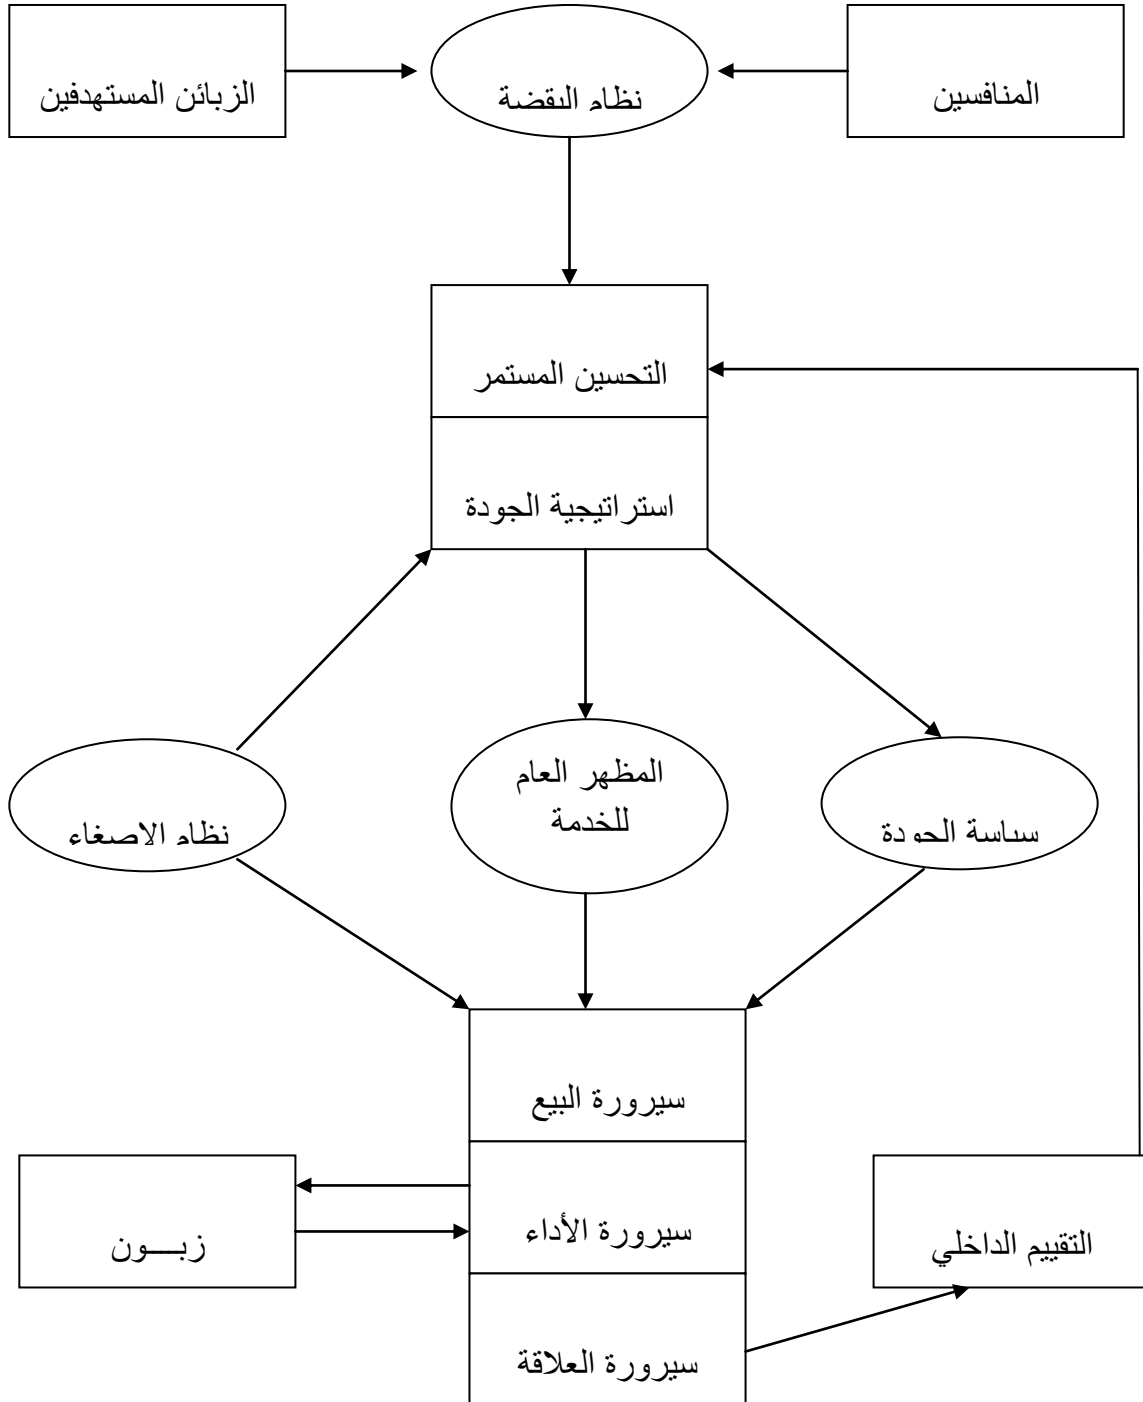 المنافسين
نظام اليقضة
الزبائن المستهدفين
التحسين المستمر
استراتيجية الجودة
سياسة الجودة
المظهر العام
للخدمة
نظام الاصغاء
سيرورة البيع
التقييم الداخلي
سيرورة الأداء
زبـــون
سيرورة العلاقة